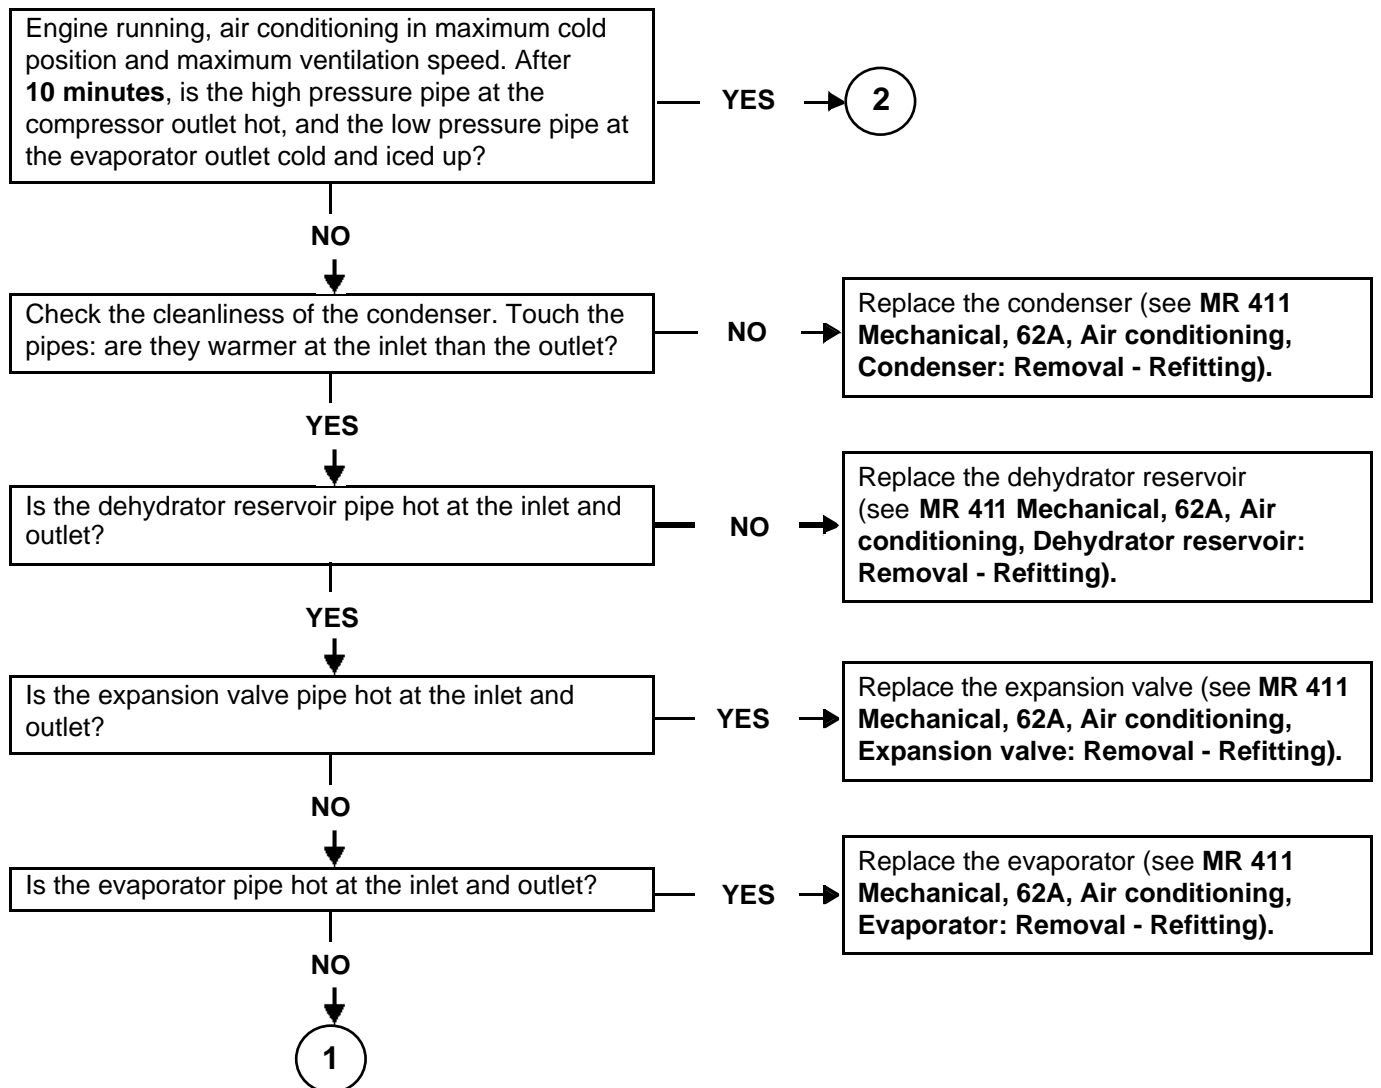 Engine running, air conditioning in maximum cold
position and maximum ventilation speed. After
10 minutes, is the high pressure pipe at the
compressor outlet hot, and the low pressure pipe at
the evaporator outlet cold and iced up?
YES
2
NO
Check the cleanliness of the condenser. Touch the
pipes: are they warmer at the inlet than the outlet?
NO
Replace the condenser (see MR 411
Mechanical, 62A, Air conditioning,
Condenser: Removal - Refitting).
YES
Is the dehydrator reservoir pipe hot at the inlet and
outlet?
NO
Replace the dehydrator reservoir
(see MR 411 Mechanical, 62A, Air
conditioning, Dehydrator reservoir:
Removal - Refitting).
YES
Is the expansion valve pipe hot at the inlet and
outlet?
YES
Replace the expansion valve (see MR 411
Mechanical, 62A, Air conditioning,
Expansion valve: Removal - Refitting).
NO
Is the evaporator pipe hot at the inlet and outlet?
YES
Replace the evaporator (see MR 411
Mechanical, 62A, Air conditioning,
Evaporator: Removal - Refitting).
NO
1